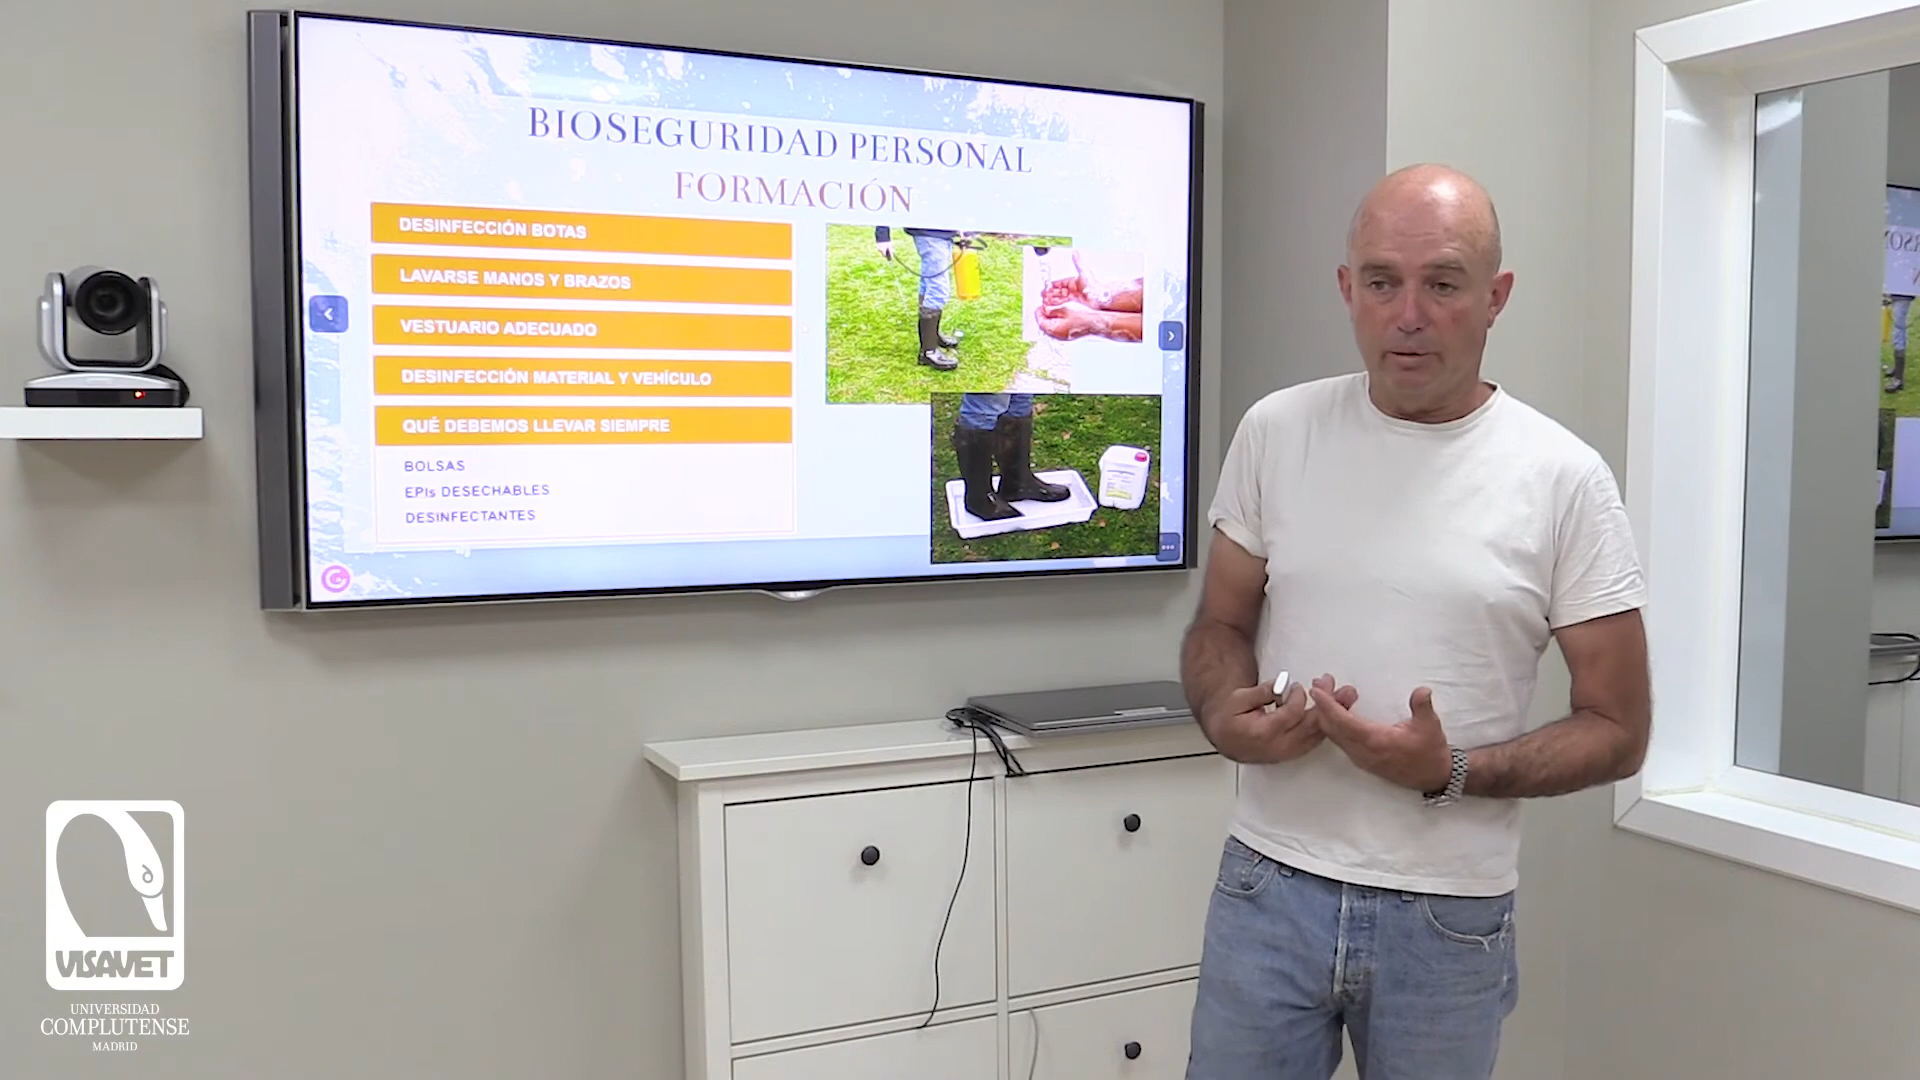 BIOSEGURIDAD PERSONAL
FORMACIÓN
DESINFECCIÓN BOTAS
LAVARSE MANOS Y BRAZOS
VESTUARIO ADECUADO
DESINFECCIÓN MATERIAL Y VEHÍCULO
QUÉ DEBEMOS LLEVAR SIEMPRE
BOLSAS
EPIs DESECHABLES
DESINFECTANTES
VISAVET
UNIVERSIDAD
COMPLUTENSE
MADRID